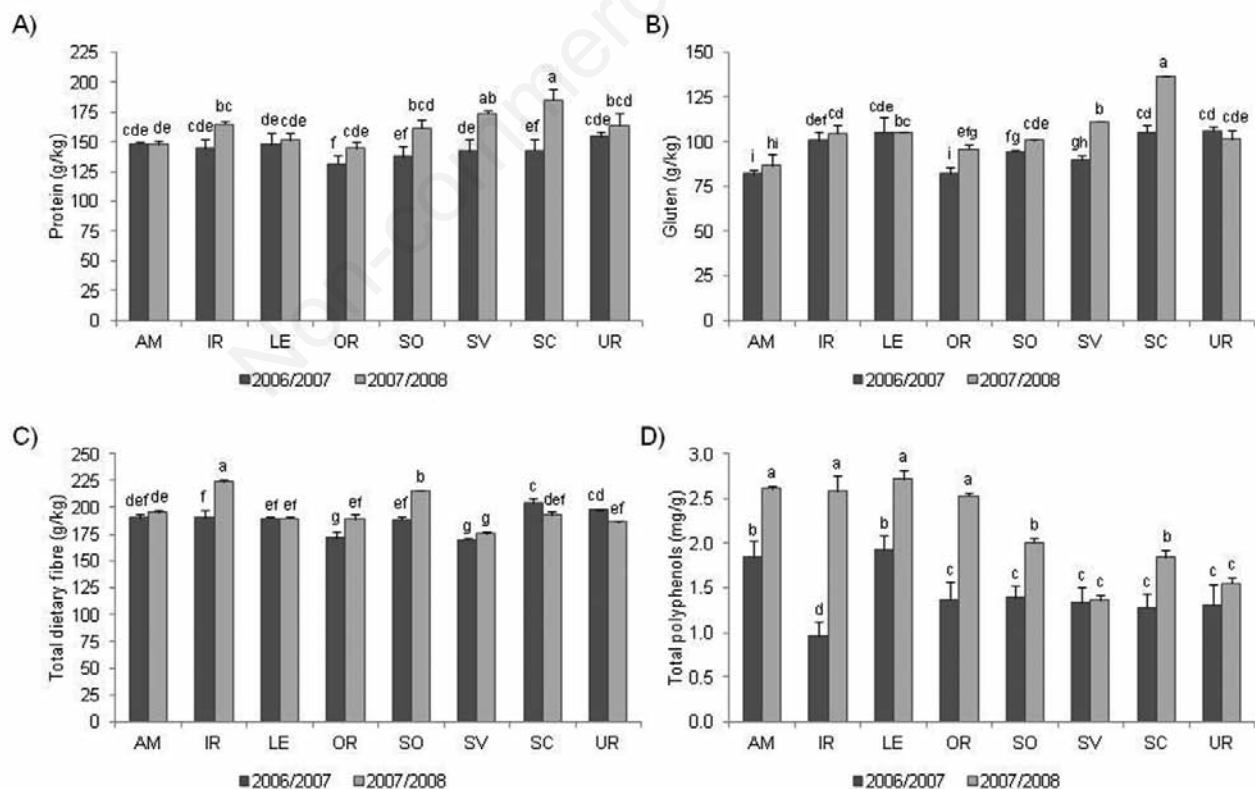 Non-commerc
A)
Protein (g/kg)
225
200
175
150
125
100
75
50
25
0
cde de
cde bc
de de
f cde
ef bcd
de ab
ef a
de bcd
AM IR LE OR SO SV SC UR
2006/2007 2007/2008
B)
Gluten (g/kg)
150
125
100
75
50
25
0
i hi
def cd
cde bc
i efg
fg cde
gh b
cd a
cd cde
AM IR LE OR SO SV SC UR
2006/2007 2007/2008
C)
Total dietary fibre (g/kg)
250
225
200
175
150
125
100
75
50
25
0
def de
f a
ef ef
g ef
ef b
g g
c def
cd ef
AM IR LE OR SO SV SC UR
2006/2007 2007/2008
D)
Total polyphenols (mg/g)
3.0
2.5
2.0
1.5
1.0
0.5
0.0
b a
d a
b a
c a
c b
c c
c b
c c
AM IR LE OR SO SV SC UR
2006/2007 2007/2008